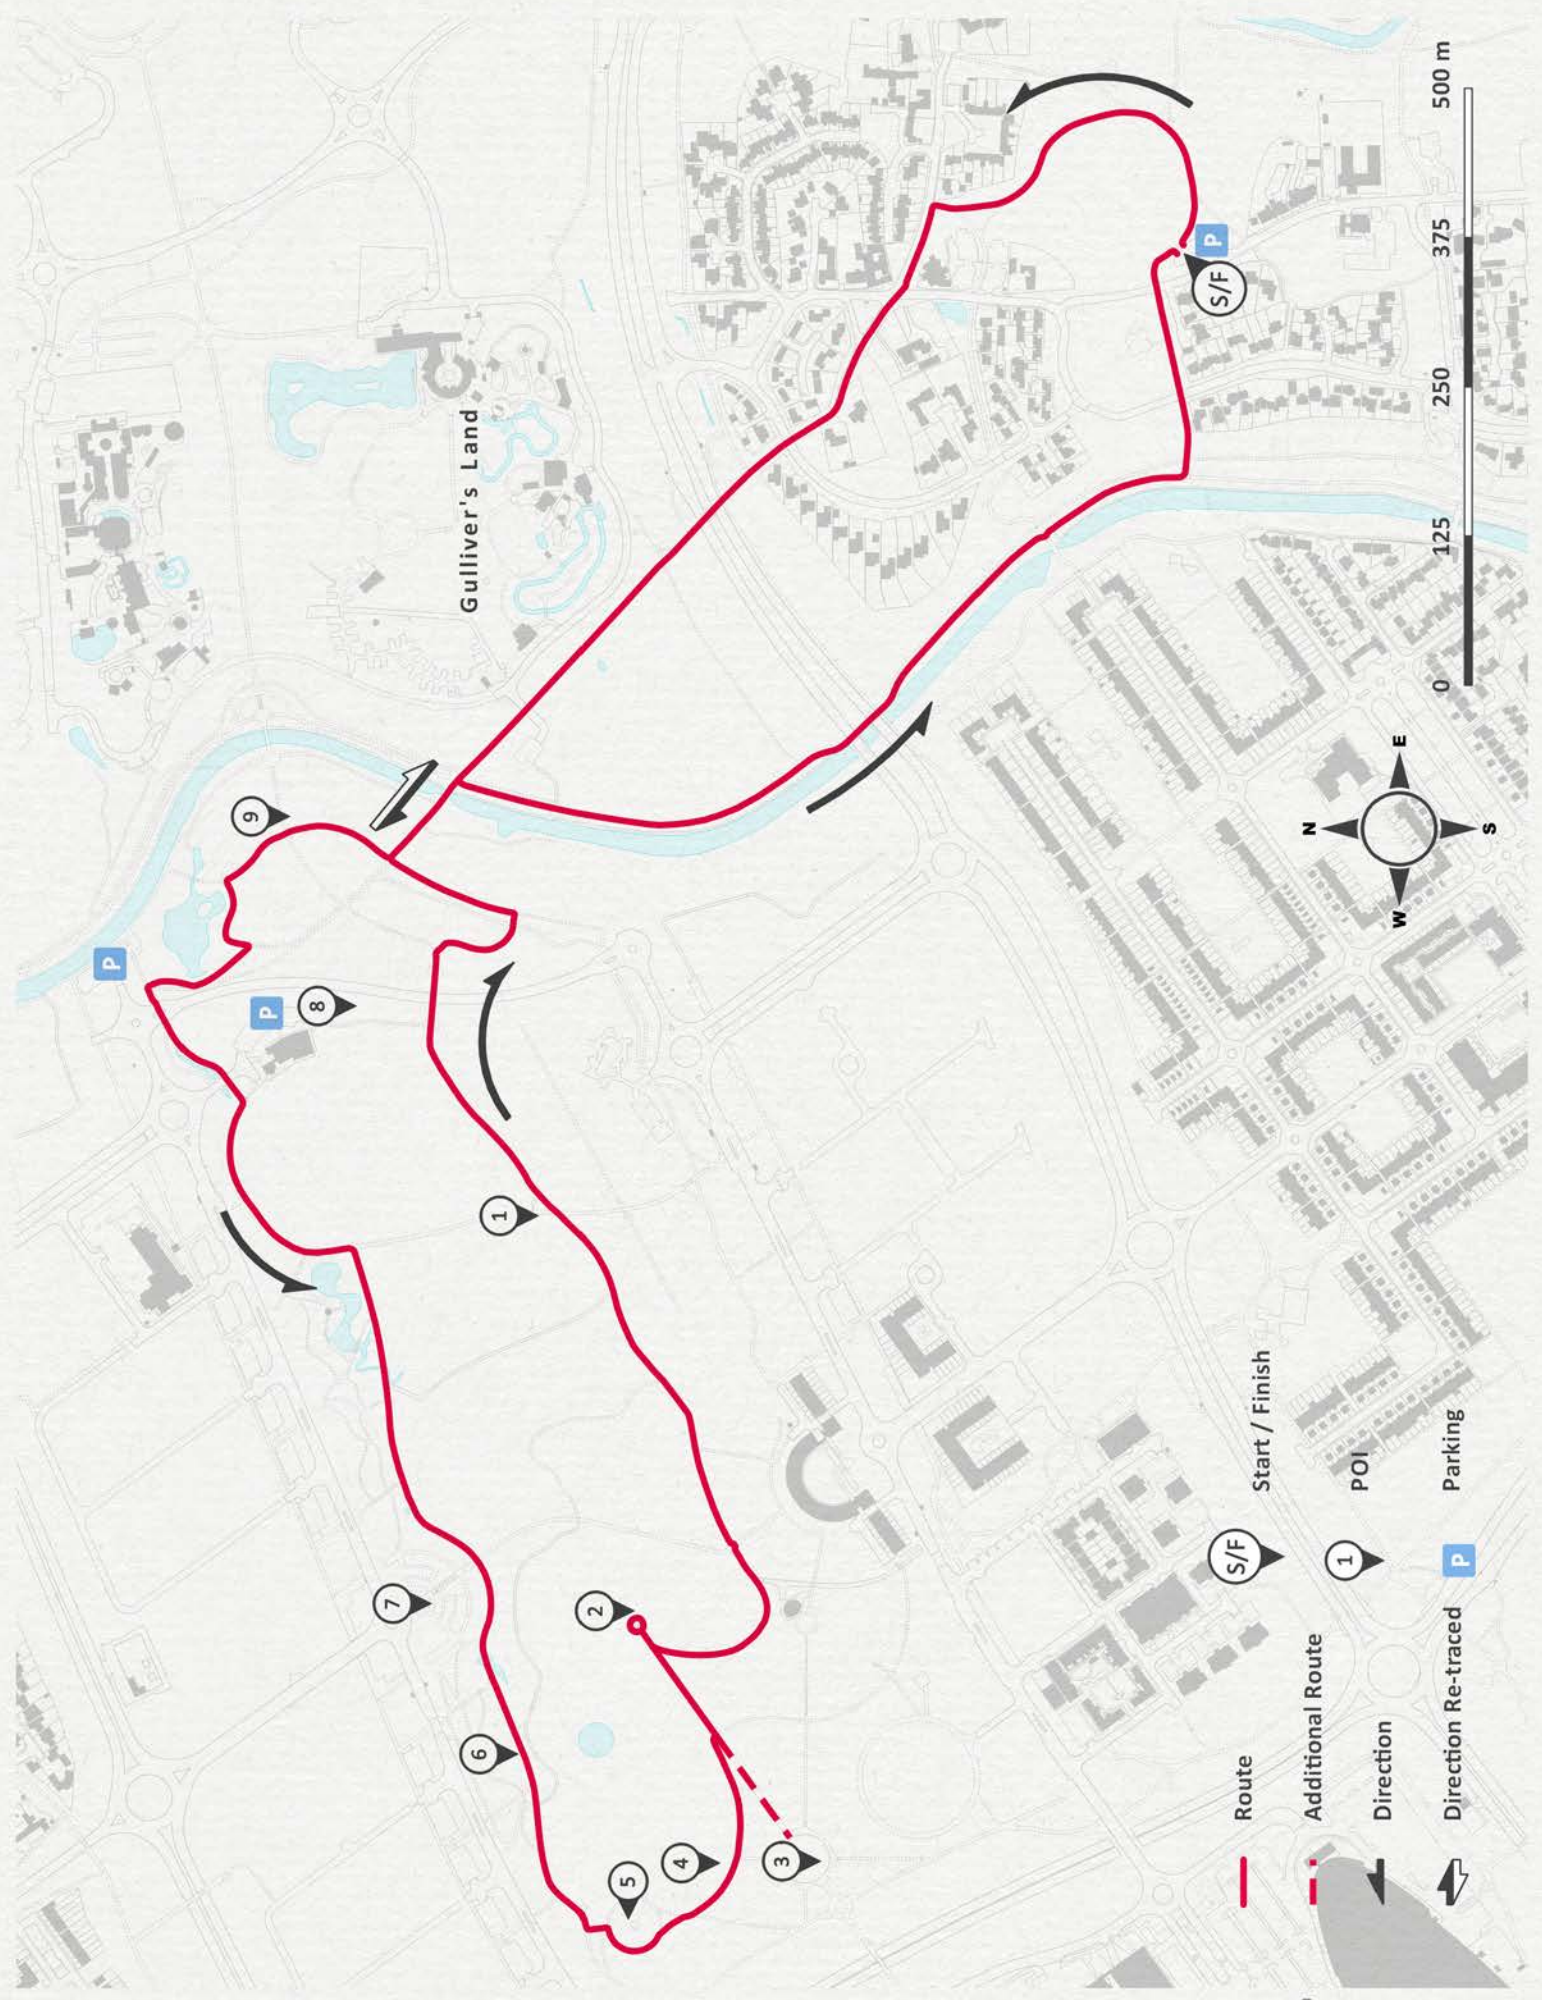 9
P
P
8
Gulliver's Land
7
1
6
2
5
4
3
P
S/F
N
W
E
S
Route
Additional Route
Direction
Direction Re-traced
S/F
Start / Finish
1
POI
P
Parking
0
125
250
375
500 m